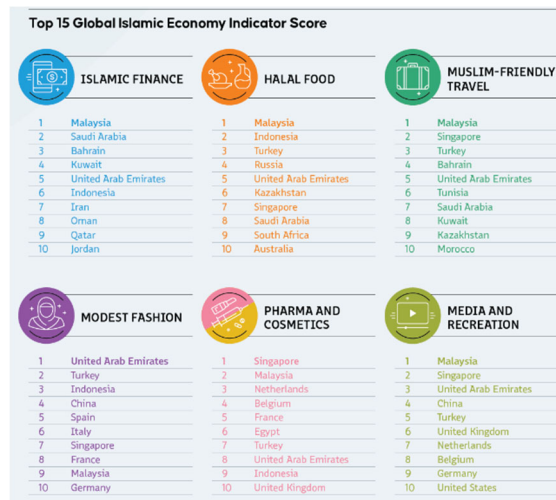 Top 15 Global Islamic Economy Indicator Score
ISLAMIC FINANCE
1 Malaysia
2 Saudi Arabia
3 Bahrain
4 Kuwait
5 United Arab Emirates
6 Indonesia
7 Iran
8 Oman
9 Qatar
10 Jordan
HALAL FOOD
1 Malaysia
2 Indonesia
3 Turkey
4 Russia
5 United Arab Emirates
6 Kazakhstan
7 Singapore
8 Saudi Arabia
9 South Africa
10 Australia
MUSLIM-FRIENDLY
TRAVEL
1 Malaysia
2 Singapore
3 Turkey
4 Bahrain
5 United Arab Emirates
6 Tunisia
7 Saudi Arabia
8 Kuwait
9 Kazakhstan
10 Morocco
MODEST FASHION
1 United Arab Emirates
2 Turkey
3 Indonesia
4 China
5 Spain
6 Italy
7 Singapore
8 France
9 Malaysia
10 Germany
PHARMA AND
COSMETICS
1 Singapore
2 Malaysia
3 Netherlands
4 Belgium
5 France
6 Egypt
7 Turkey
8 United Arab Emirates
9 Indonesia
10 United Kingdom
MEDIA AND
RECREATION
1 Malaysia
2 Singapore
3 United Arab Emirates
4 China
5 Turkey
6 United Kingdom
7 Netherlands
8 Belgium
9 Germany
10 United States